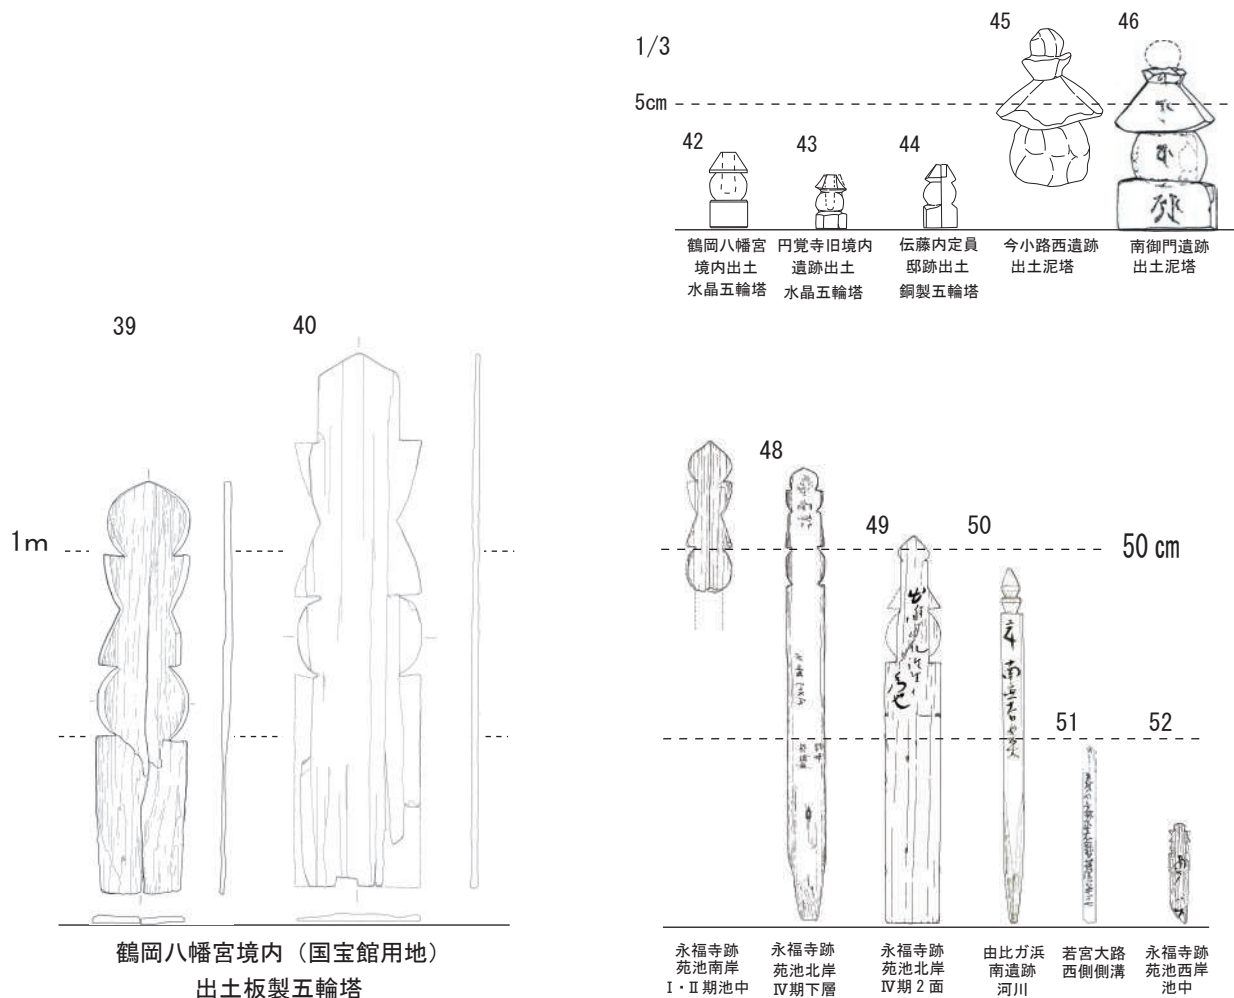 45
46
1/3
5cm
42
43
44
鶴岡八幡宮
境内出土
水晶五輪塔
円覚寺旧境内
遺跡出土
水晶五輪塔
伝藤内定員
邸跡出土
銅製五輪塔
今小路西遺跡
出土泥塔
南御門遺跡
出土泥塔
39
40
1m
鶴岡八幡宮境内（国宝館用地）
出土板製五輪塔
48
49
50
50 cm
51
52
永福寺跡
苑池南岸
Ⅰ・Ⅱ期池中
永福寺跡
苑池北岸
Ⅳ期下層
永福寺跡
苑池北岸
Ⅳ期2面
由比ガ浜
南遺跡
河川
若宮大路
西側側溝
永福寺跡
苑池西岸
池中